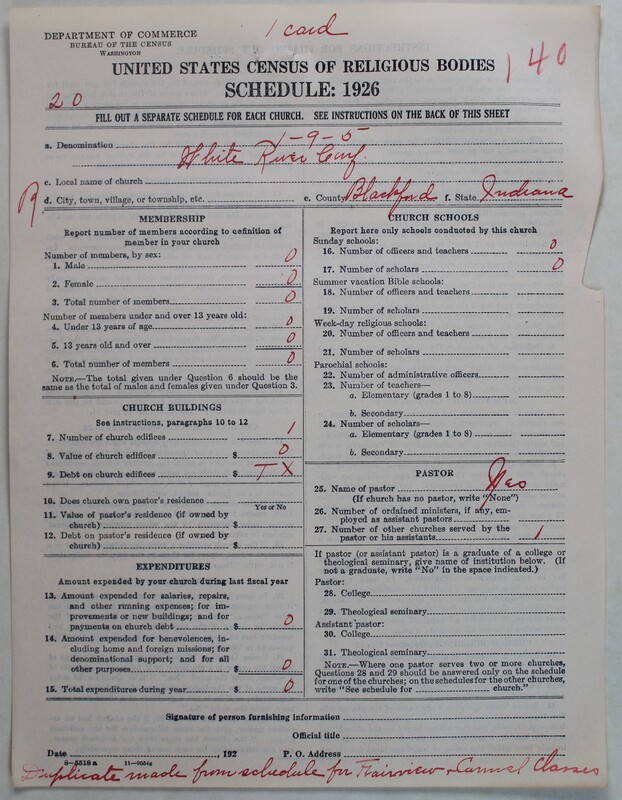 1 card
DEPARTMENT OF COMMERCE
BUREAU OF THE CENSUS
WASHINGTON
UNITED STATES CENSUS OF RELIGIOUS BODIES
140
SCHEDULE: 1926
20
FILL OUT A SEPARATE SCHEDULE FOR EACH CHURCH. SEE INSTRUCTIONS ON THE BACK OF THIS SHEET
1-9-5
a. Denomination
White River Conf.
c. Local name of church
R
d. City, town, village, or township, etc. e. County Blackford f. State Indiana
MEMBERSHIP
Report number of members according to definition of
member in your church
Number of members, by sex: 0
1. Male
2. Female 0
3. Total number of members 0
Number of members under and over 13 years old:
4. Under 13 years of age 0
5. 13 years old and over 0
6. Total number of members 0
NOTE.—The total given under Question 6 should be
same as the total of males and females given under Question 3.
CHURCH BUILDINGS
See instructions, paragraphs 10 to 12
7. Number of church edifices 1
8. Value of church edifices $ 0
9. Debt on church edifices $ TX
10. Does church own pastor's residence
Yes or No
11. Value of pastor's residence (if owned by
church) $
12. Debt on pastor's residence (if owned by
church) $
EXPENDITURES
Amount expended by your church during last fiscal year
13. Amount expended for salaries, repairs,
and other running expenses; for im-
provements or new buildings; and for
payments on church debt $ 0
14. Amount expended for benevolences, in-
cluding home and foreign missions; for
denominational support; and for all
other purposes $ 0
15. Total expenditures during year $ 0
CHURCH SCHOOLS
Report here only schools conducted by this church
Sunday schools:
16. Number of officers and teachers 0
17. Number of scholars 0
Summer vacation Bible schools:
18. Number of officers and teachers
19. Number of scholars
Week-day religious schools:
20. Number of officers and teachers
21. Number of scholars
Parochial schools:
22. Number of administrative officers
23. Number of teachers—
a. Elementary (grades 1 to 8)
b. Secondary
24. Number of scholars—
a. Elementary (grades 1 to 8)
b. Secondary
PASTOR
25. Name of pastor Yes
(If church has no pastor, write "None")
26. Number of ordained ministers, if any, em-
ployed as assistant pastors
27. Number of other churches served by the
pastor or his assistants 1
If pastor (or assistant pastor) is a graduate of a college or
theological seminary, give name of institution below. (If
not a graduate, write "No" in the space indicated.)
Pastor:
28. College
29. Theological seminary
Assistant pastor:
30. College
31. Theological seminary
NOTE.—Where one pastor serves two or more churches,
Questions 28 and 29 should be answered only on the schedule
for one of the churches; on the schedules for the other churches,
write "See schedule for church."
Signature of person furnishing information
Official title
Date , 192 P. O. Address
8—5518a 11—9054a
Duplicate made from schedule for Fairview & Carmel Classes